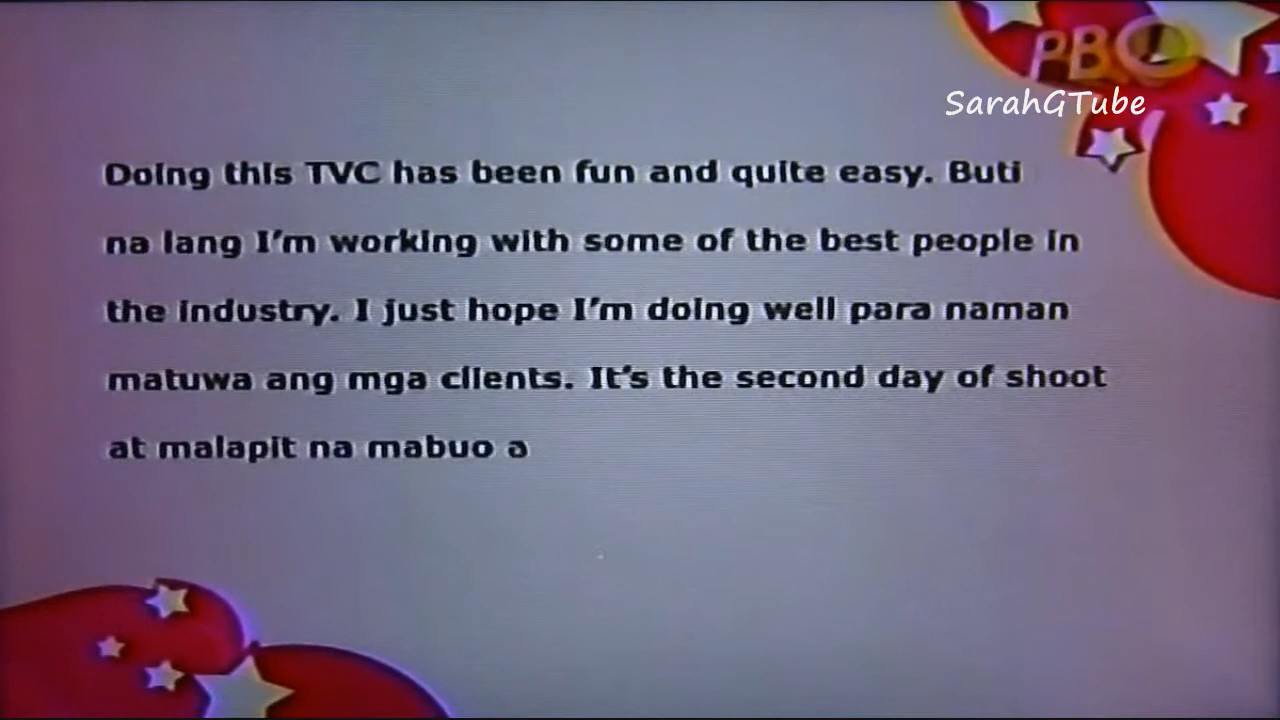 PBO
SarahGTube
Doing this TVC has been fun and quite easy. Buti
na lang I'm working with some of the best people in
the industry. I just hope I'm doing well para naman
matuwa ang mga clients. It's the second day of shoot
at malapit na mabuo a